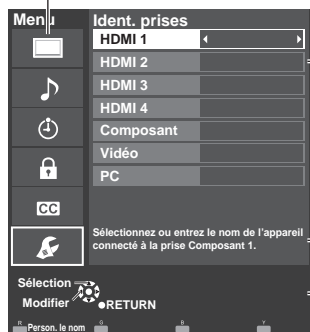 Menu
Ident. prises
HDMI 1
HDMI 2
HDMI 3
HDMI 4
Composant
Vidéo
PC
CC
Sélectionnez ou entrez le nom de l'appareil
connecté à la prise Composant 1.
Sélection
Modifier
RETURN
R G B Y
Person. le nom